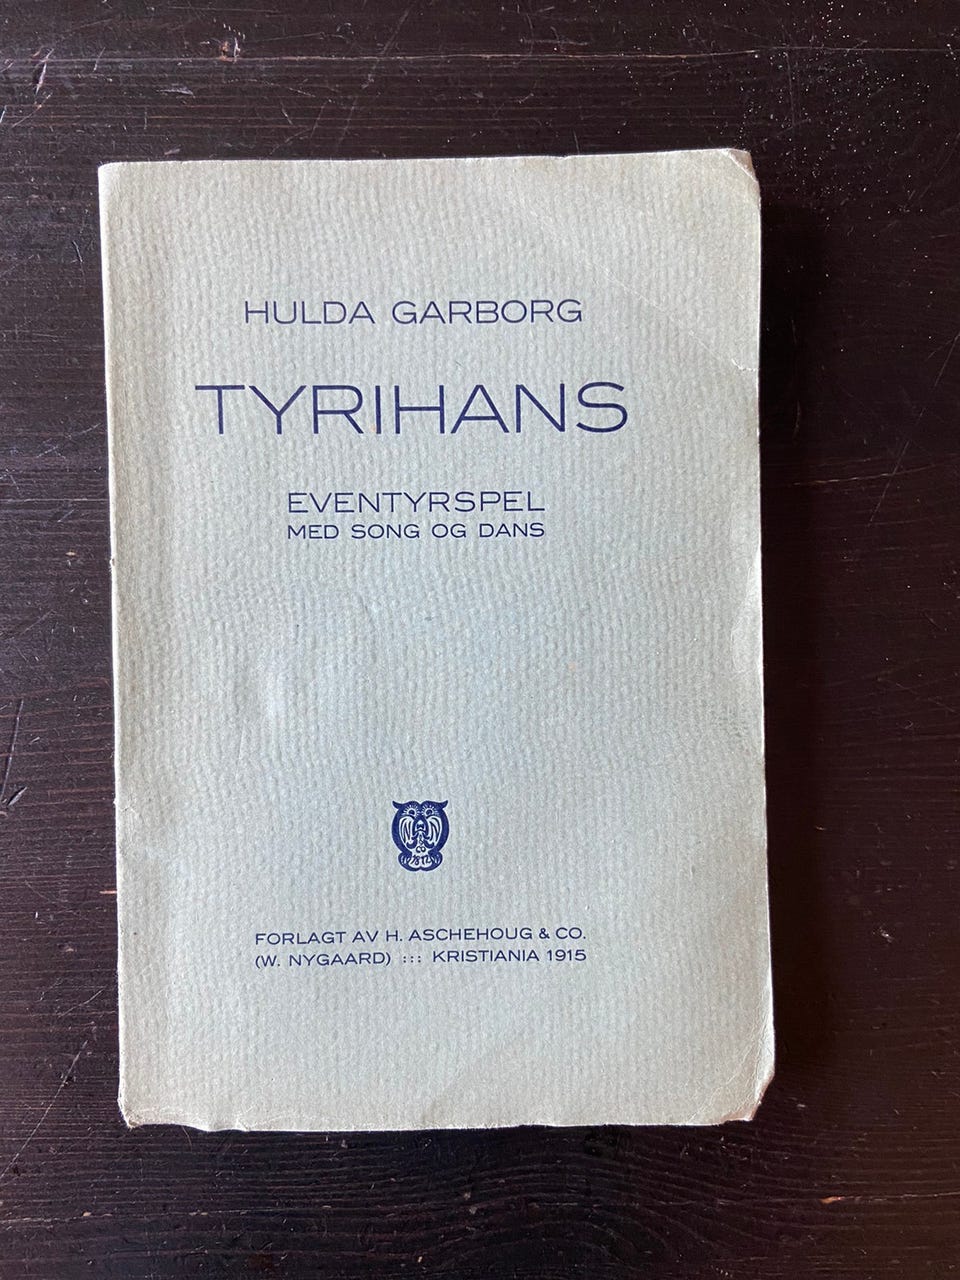 HULDA GARBORG
TYRIHANS
EVENTYRSPEL
MED SONG OG DANS
FORLAGT AV H. ASCHEHOUG & CO.
(W. NYGAARD) ::: KRISTIANIA 1915